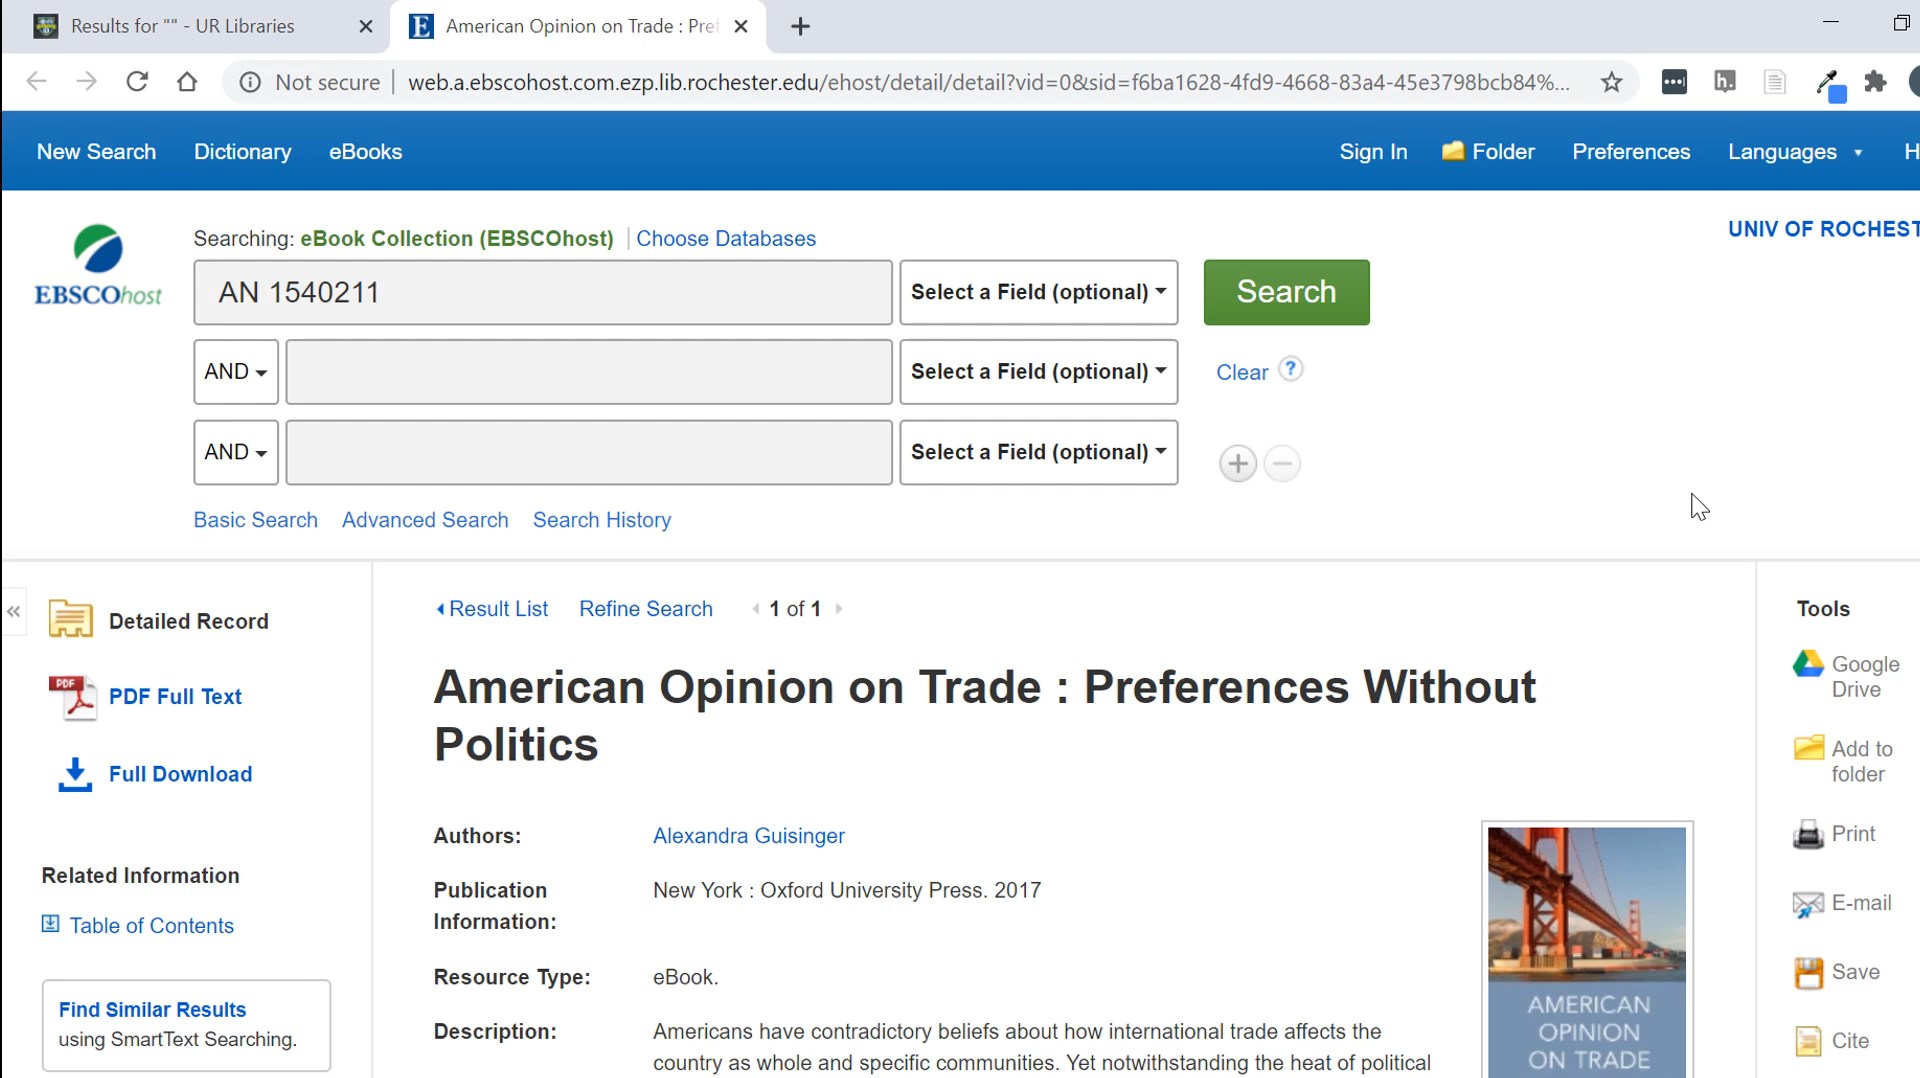 Results for "" - UR Libraries
American Opinion on Trade : Pref
Not secure
web.a.ebscohost.com.ezp.lib.rochester.edu/ehost/detail/detail?vid=0&sid=f6ba1628-4fd9-4668-83a4-45e3798bcb84%...
h.
New Search
Dictionary
eBooks
Sign In
Folder
Preferences
Languages
H
EBSCOhost
Searching: eBook Collection (EBSCOhost)
Choose Databases
UNIV OF ROCHEST
AN 1540211
Select a Field (optional)
Search
AND
Select a Field (optional)
Clear
?
AND
Select a Field (optional)
Basic Search
Advanced Search
Search History
Detailed Record
PDF
PDF Full Text
Full Download
Related Information
Table of Contents
Find Similar Results
using SmartText Searching.
Result List
Refine Search
1 of 1
American Opinion on Trade : Preferences Without
Politics
Authors:
Alexandra Guisinger
Publication
Information:
New York : Oxford University Press. 2017
Resource Type:
eBook.
Description:
Americans have contradictory beliefs about how international trade affects the
country as whole and specific communities. Yet notwithstanding the heat of political
AMERICAN
OPINION
ON TRADE
Tools
Google
Drive
Add to
folder
Print
E-mail
Save
Cite